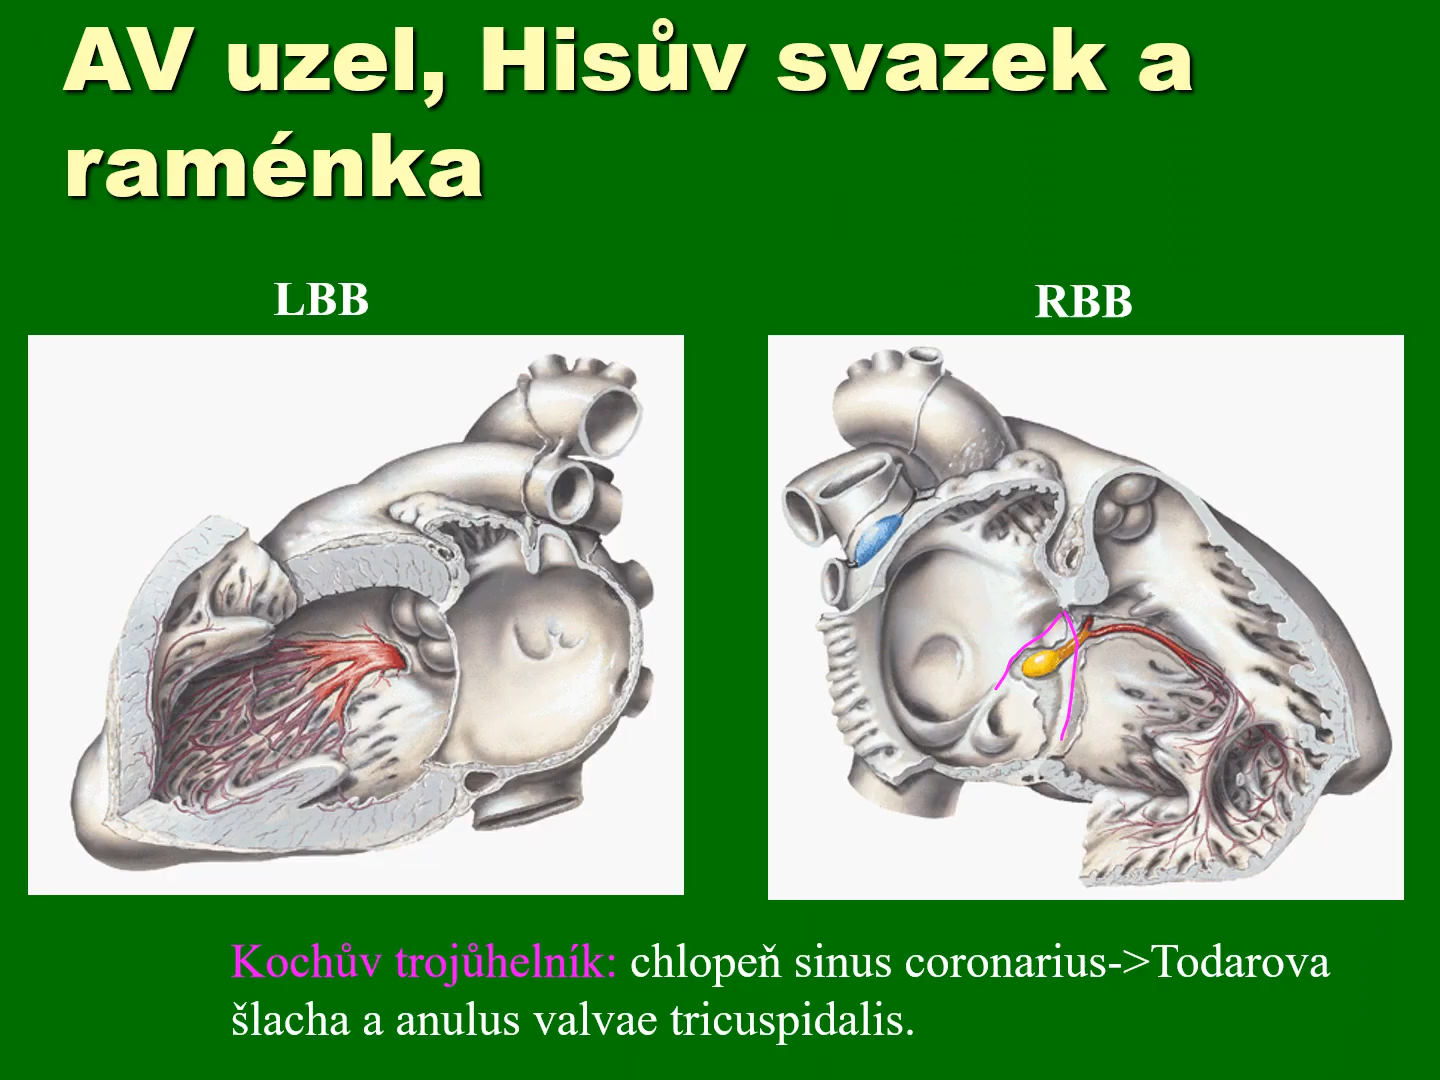 AV uzel, Hisův svazek a
raménka
LBB
RBB
Kochův trojůhelník: chlopeň sinus coronarius->Todarova
šlacha a anulus valvae tricuspidalis.